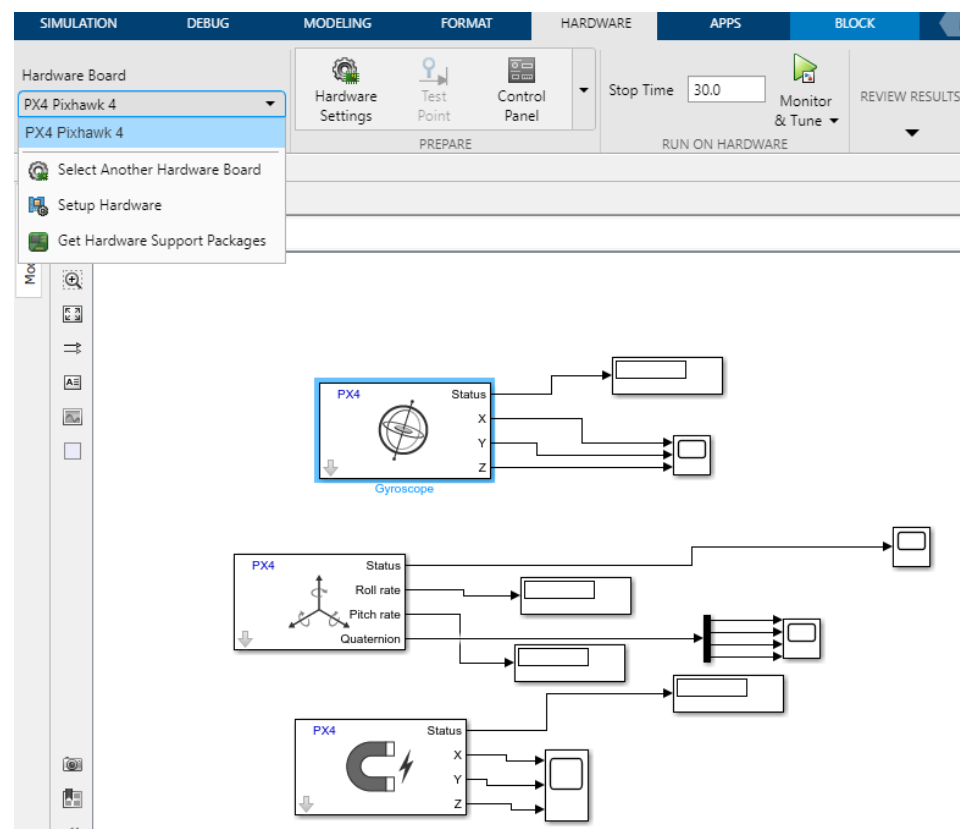 SIMULATION
DEBUG
MODELING
FORMAT
HARDWARE
APPS
BLOCK
Hardware Board
PX4 Pixhawk 4
PX4 Pixhawk 4
Select Another Hardware Board
Setup Hardware
Get Hardware Support Packages
Hardware
Settings
Test
Point
Control
Panel
PREPARE
Stop Time
30.0
Monitor
& Tune
RUN ON HARDWARE
REVIEW RESULTS
PX4
Status
X
Y
Z
Gyroscope
PX4
Status
Roll rate
Pitch rate
Quaternion
PX4
Status
X
Y
Z